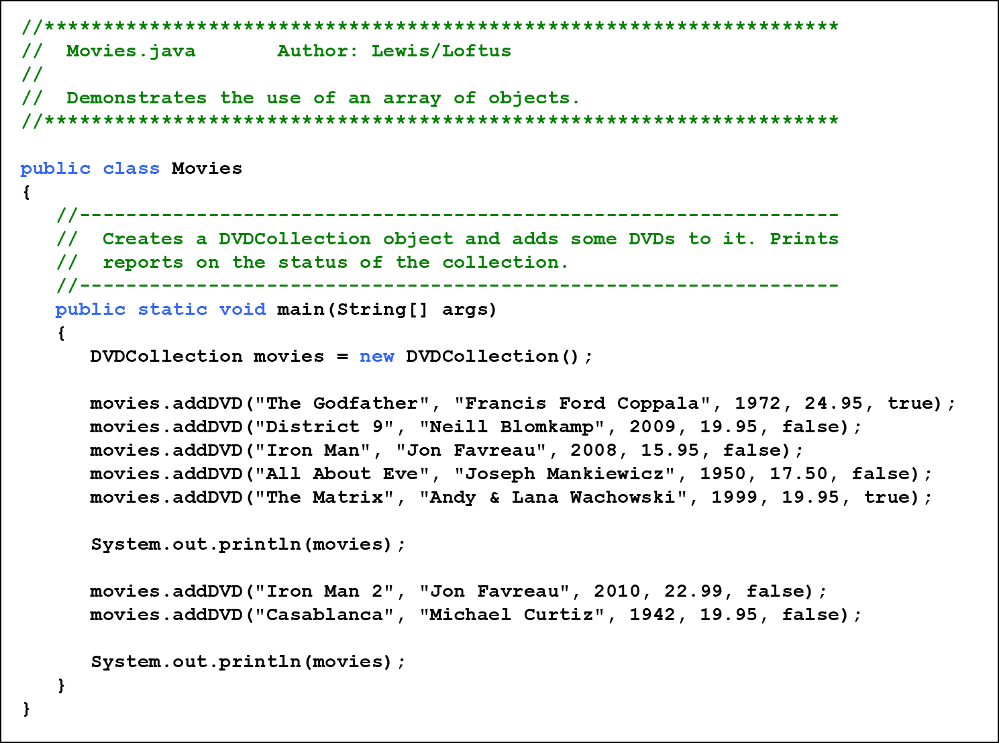 //********************************************************************
//  Movies.java       Author: Lewis/Loftus
//
//  Demonstrates the use of an array of objects.
//********************************************************************
public class Movies
{
   //-----------------------------------------------------------------
   //  Creates a DVDCollection object and adds some DVDs to it. Prints
   //  reports on the status of the collection.
   //-----------------------------------------------------------------
   public static void main(String[] args)
   {
      DVDCollection movies = new DVDCollection();
      movies.addDVD("The Godfather", "Francis Ford Coppala", 1972, 24.95, true);
      movies.addDVD("District 9", "Neill Blomkamp", 2009, 19.95, false);
      movies.addDVD("Iron Man", "Jon Favreau", 2008, 15.95, false);
      movies.addDVD("All About Eve", "Joseph Mankiewicz", 1950, 17.50, false);
      movies.addDVD("The Matrix", "Andy & Lana Wachowski", 1999, 19.95, true);
      System.out.println(movies);
      movies.addDVD("Iron Man 2", "Jon Favreau", 2010, 22.99, false);
      movies.addDVD("Casablanca", "Michael Curtiz", 1942, 19.95, false);
      System.out.println(movies);
   }
}